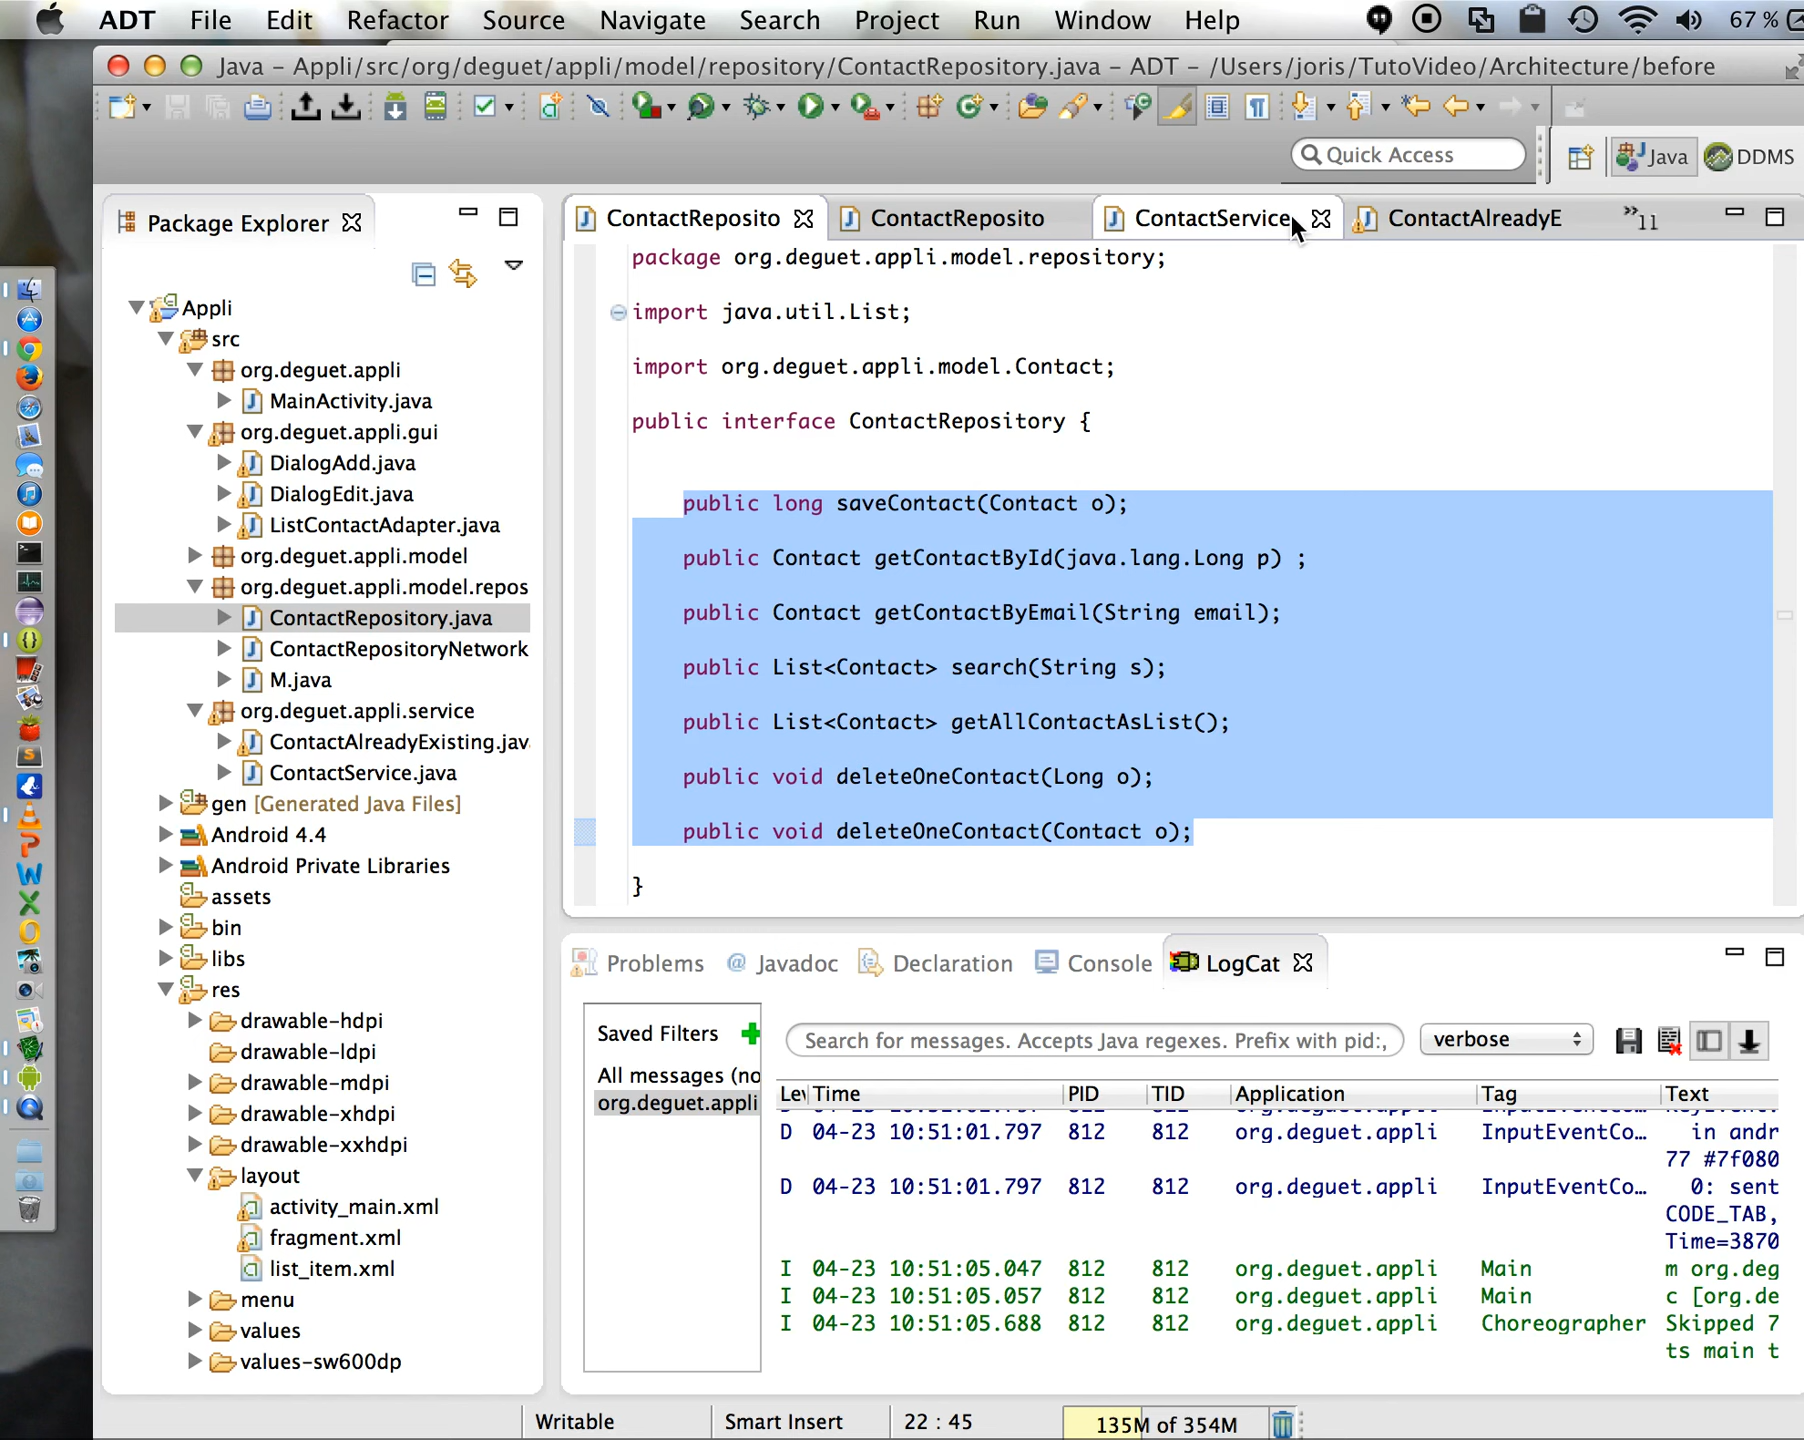 ADT File Edit Refactor Source Navigate Search Project Run Window Help 67 %
Java – Appli/src/org/deguet/appli/model/repository/ContactRepository.java – ADT – /Users/joris/TutoVideo/Architecture/before
Quick Access
Java
DDMS
Package Explorer
Appli
src
org.deguet.appli
MainActivity.java
org.deguet.appli.gui
DialogAdd.java
DialogEdit.java
ListContactAdapter.java
org.deguet.appli.model
org.deguet.appli.model.repos
ContactRepository.java
ContactRepositoryNetwork
M.java
org.deguet.appli.service
ContactAlreadyExisting.jav
ContactService.java
gen [Generated Java Files]
Android 4.4
Android Private Libraries
assets
bin
libs
res
drawable-hdpi
drawable-ldpi
drawable-mdpi
drawable-xhdpi
drawable-xxhdpi
layout
activity_main.xml
fragment.xml
list_item.xml
menu
values
values-sw600dp
ContactReposito ContactReposito ContactService ContactAlreadyE »11
package org.deguet.appli.model.repository;
import java.util.List;
import org.deguet.appli.model.Contact;
public interface ContactRepository {
public long saveContact(Contact o);
public Contact getContactById(java.lang.Long p) ;
public Contact getContactByEmail(String email);
public List<Contact> search(String s);
public List<Contact> getAllContactAsList();
public void deleteOneContact(Long o);
public void deleteOneContact(Contact o);
}
Problems @ Javadoc Declaration Console LogCat
Saved Filters
All messages (no
org.deguet.appli
Search for messages. Accepts Java regexes. Prefix with pid:,
verbose
Lev Time PID TID Application Tag Text
D 04-23 10:51:01.797 812 812 org.deguet.appli InputEventCo… in andr
77 #7f080
D 04-23 10:51:01.797 812 812 org.deguet.appli InputEventCo… 0: sent
CODE_TAB,
Time=3870
I 04-23 10:51:05.047 812 812 org.deguet.appli Main m org.deg
I 04-23 10:51:05.057 812 812 org.deguet.appli Main c [org.de
I 04-23 10:51:05.688 812 812 org.deguet.appli Choreographer Skipped 7
ts main t
Writable Smart Insert 22 : 45 135M of 354M